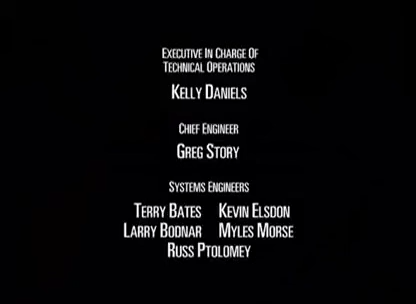 Executive In Charge Of
Technical Operations
Kelly Daniels
Chief Engineer
Greg Story
Systems Engineers
Terry Bates Kevin Elsdon
Larry Bodnar Myles Morse
Russ Ptolomey